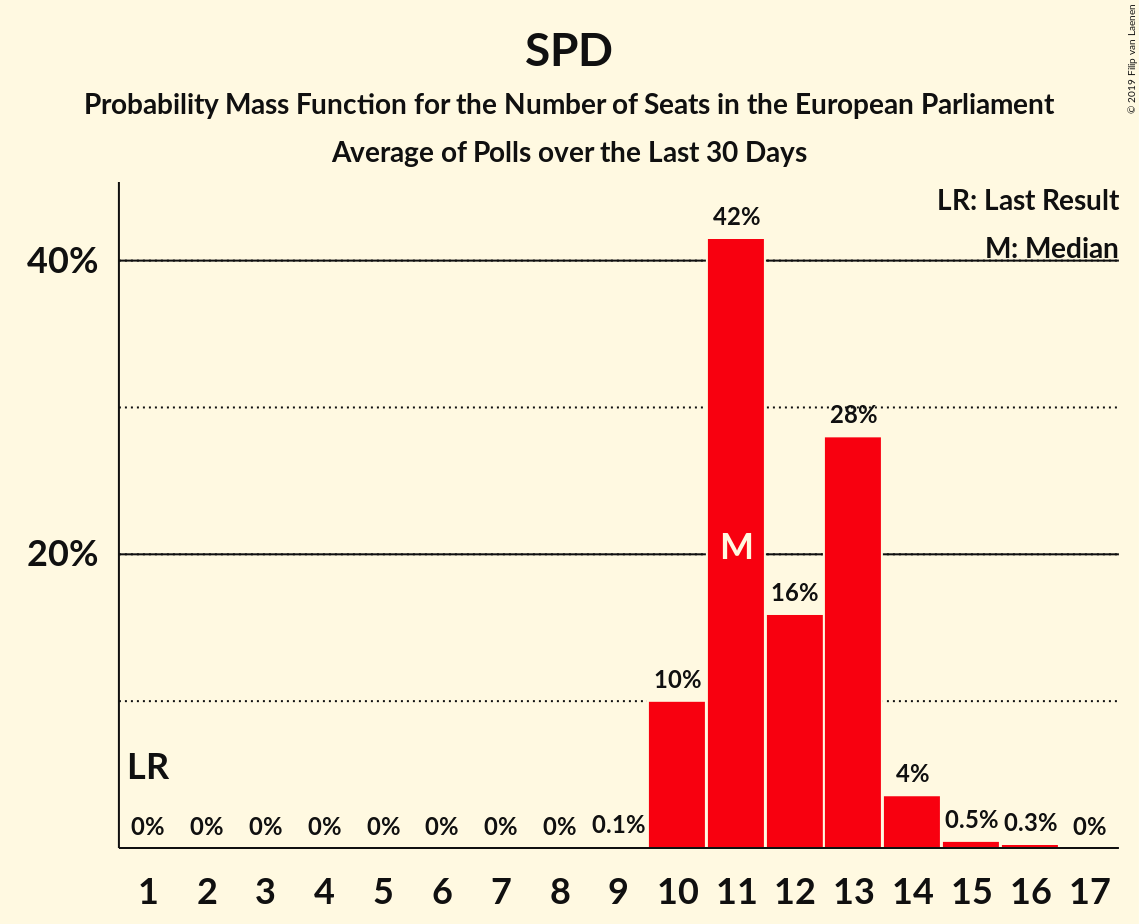 SPD
Probability Mass Function for the Number of Seats in the European Parliament
Average of Polls over the Last 30 Days
© 2019 Filip van Laenen
LR: Last Result
M: Median
40%
20%
42%
28%
M
16%
10%
LR
4%
0% 0% 0% 0% 0% 0% 0% 0% 0.1% 0.5% 0.3% 0%
1 2 3 4 5 6 7 8 9 10 11 12 13 14 15 16 17